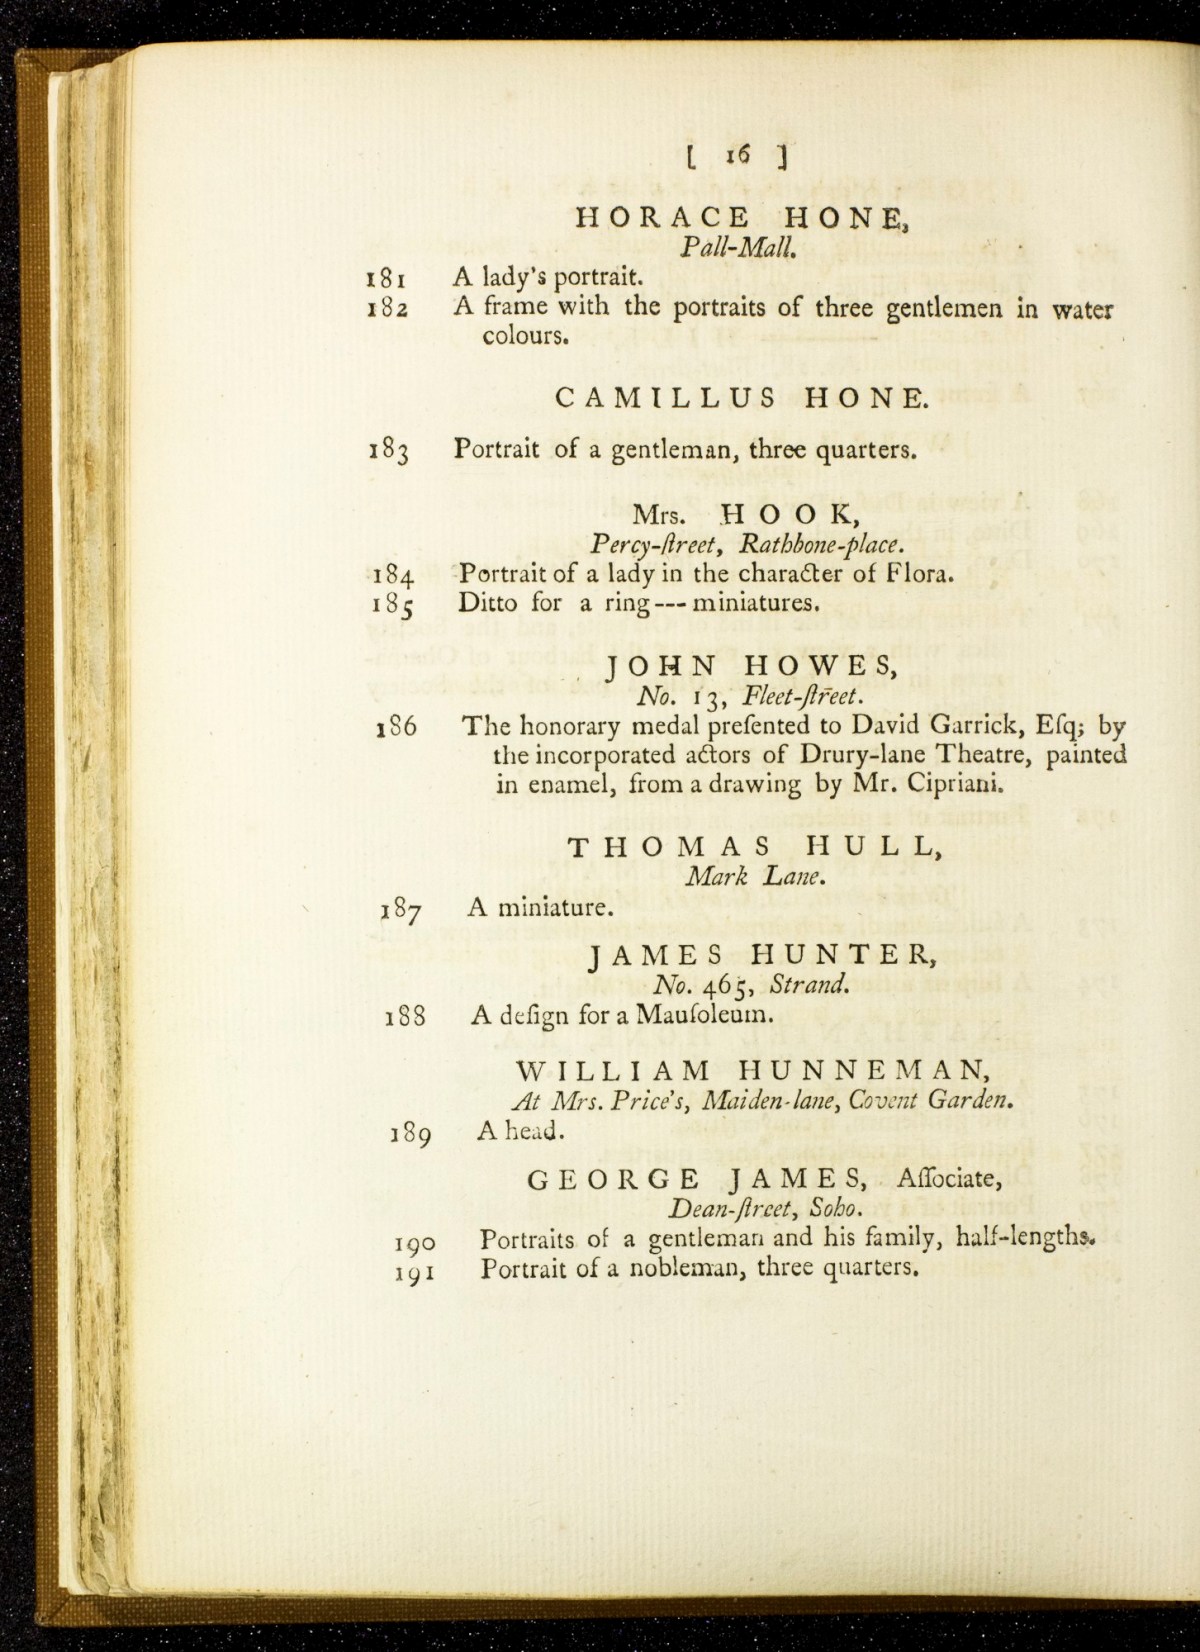 [ 16 ]
HORACE HONE,
Pall-Mall.
181 A lady's portrait.
182 A frame with the portraits of three gentlemen in water
colours.
CAMILLUS HONE.
183 Portrait of a gentleman, three quarters.
Mrs. HOOK,
Percy-ſtreet, Rathbone-place.
184 Portrait of a lady in the character of Flora.
185 Ditto for a ring---miniatures.
JOHN HOWES,
No. 13, Fleet-ſtreet.
186 The honorary medal preſented to David Garrick, Eſq; by
the incorporated actors of Drury-lane Theatre, painted
in enamel, from a drawing by Mr. Cipriani.
THOMAS HULL,
Mark Lane.
187 A miniature.
JAMES HUNTER,
No. 465, Strand.
188 A deſign for a Mauſoleum.
WILLIAM HUNNEMAN,
At Mrs. Price's, Maiden-lane, Covent Garden.
189 A head.
GEORGE JAMES, Aſſociate,
Dean-ſtreet, Soho.
190 Portraits of a gentleman and his family, half-lengths.
191 Portrait of a nobleman, three quarters.